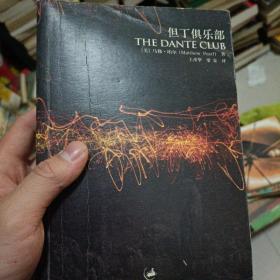 但丁俱乐部
THE DANTE CLUB
[美] 马修·珀尔 (Matthew Pearl) 著